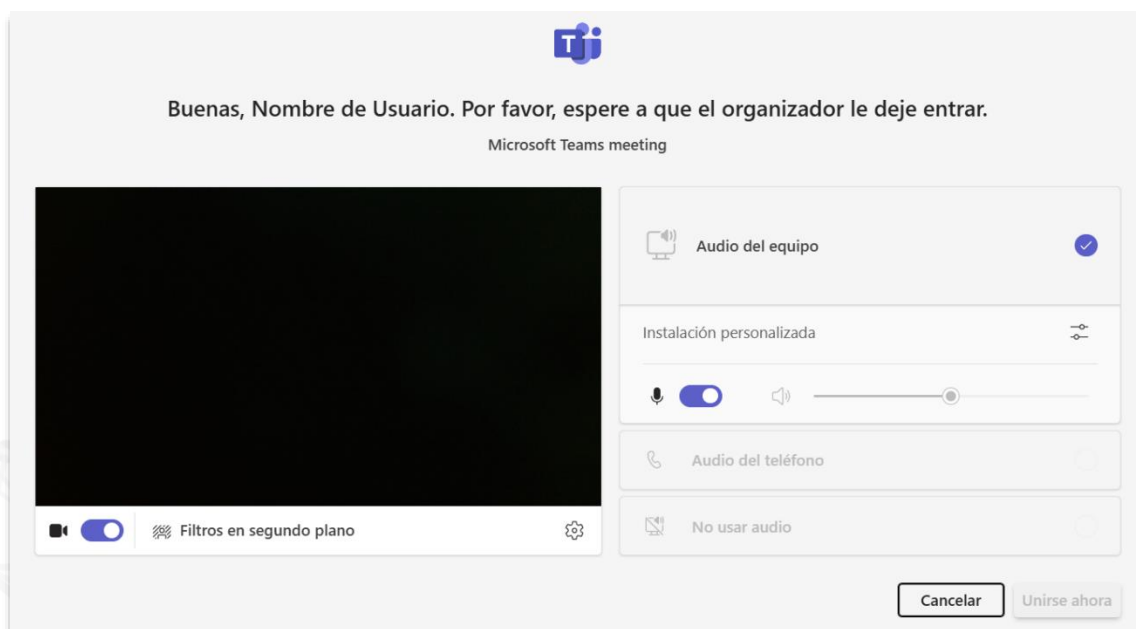 Buenas, Nombre de Usuario. Por favor, espere a que el organizador le deje entrar.
Microsoft Teams meeting
Audio del equipo
Instalación personalizada
Audio del teléfono
No usar audio
Filtros en segundo plano
Cancelar
Unirse ahora